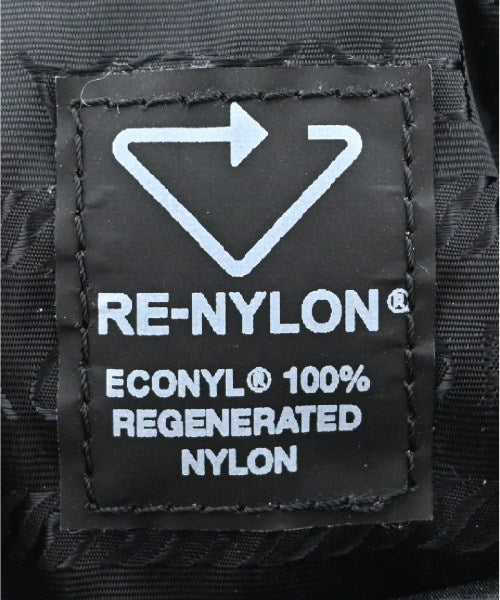 RE-NYLON®
ECONYL® 100%
REGENERATED
NYLON